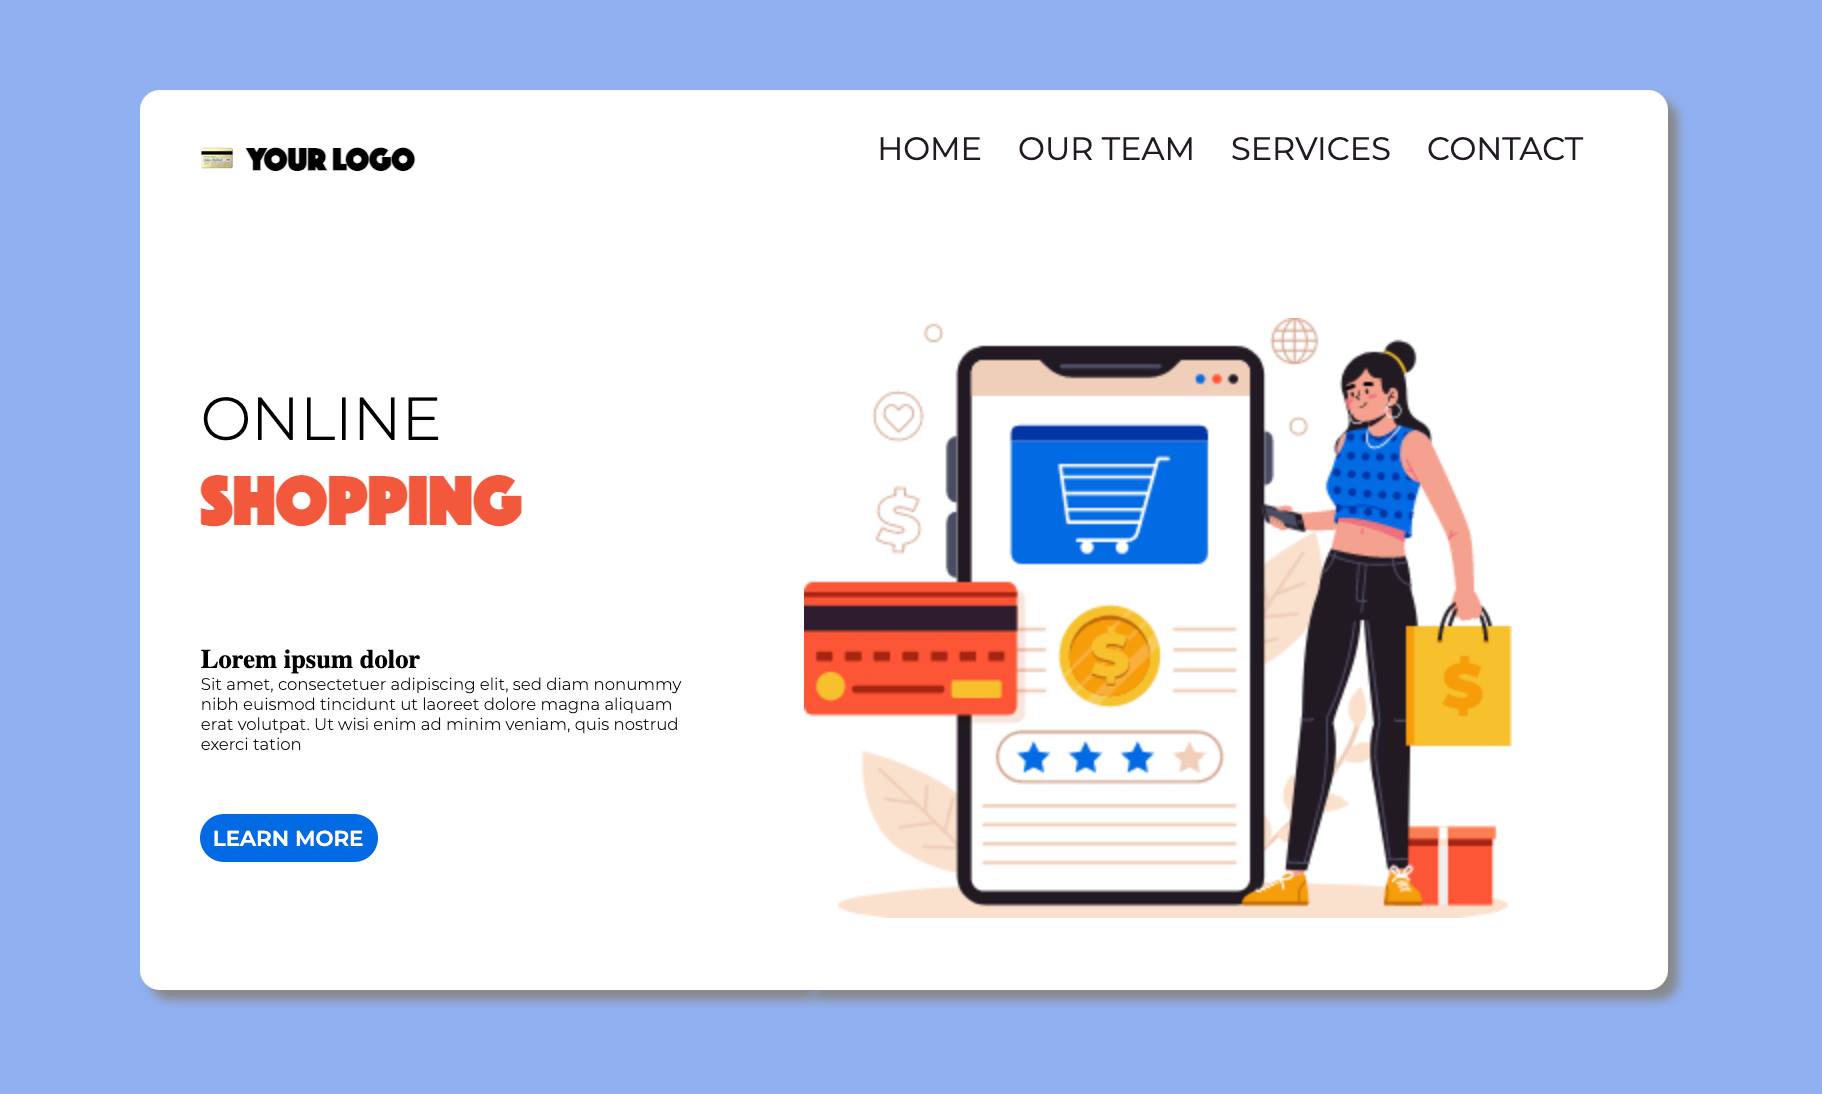 YOUR LOGO
HOME OUR TEAM SERVICES CONTACT
ONLINE
SHOPPING
Lorem ipsum dolor
Sit amet, consectetuer adipiscing elit, sed diam nonummy
nibh euismod tincidunt ut laoreet dolore magna aliquam
erat volutpat. Ut wisi enim ad minim veniam, quis nostrud
exerci tation
LEARN MORE
$
$
$